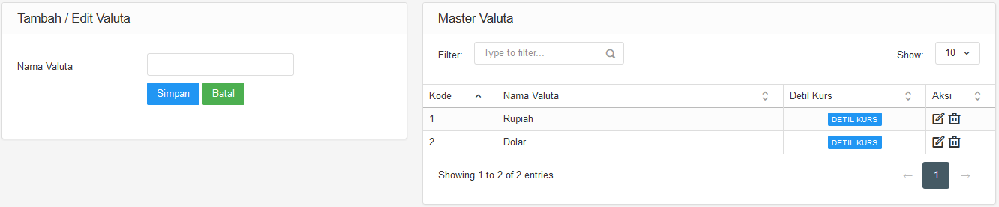 Tambah / Edit Valuta
Nama Valuta
Simpan Batal
Master Valuta
Filter: Type to filter... Show: 10
Kode Nama Valuta Detil Kurs Aksi
1 Rupiah DETIL KURS
2 Dolar DETIL KURS
Showing 1 to 2 of 2 entries ← 1 →